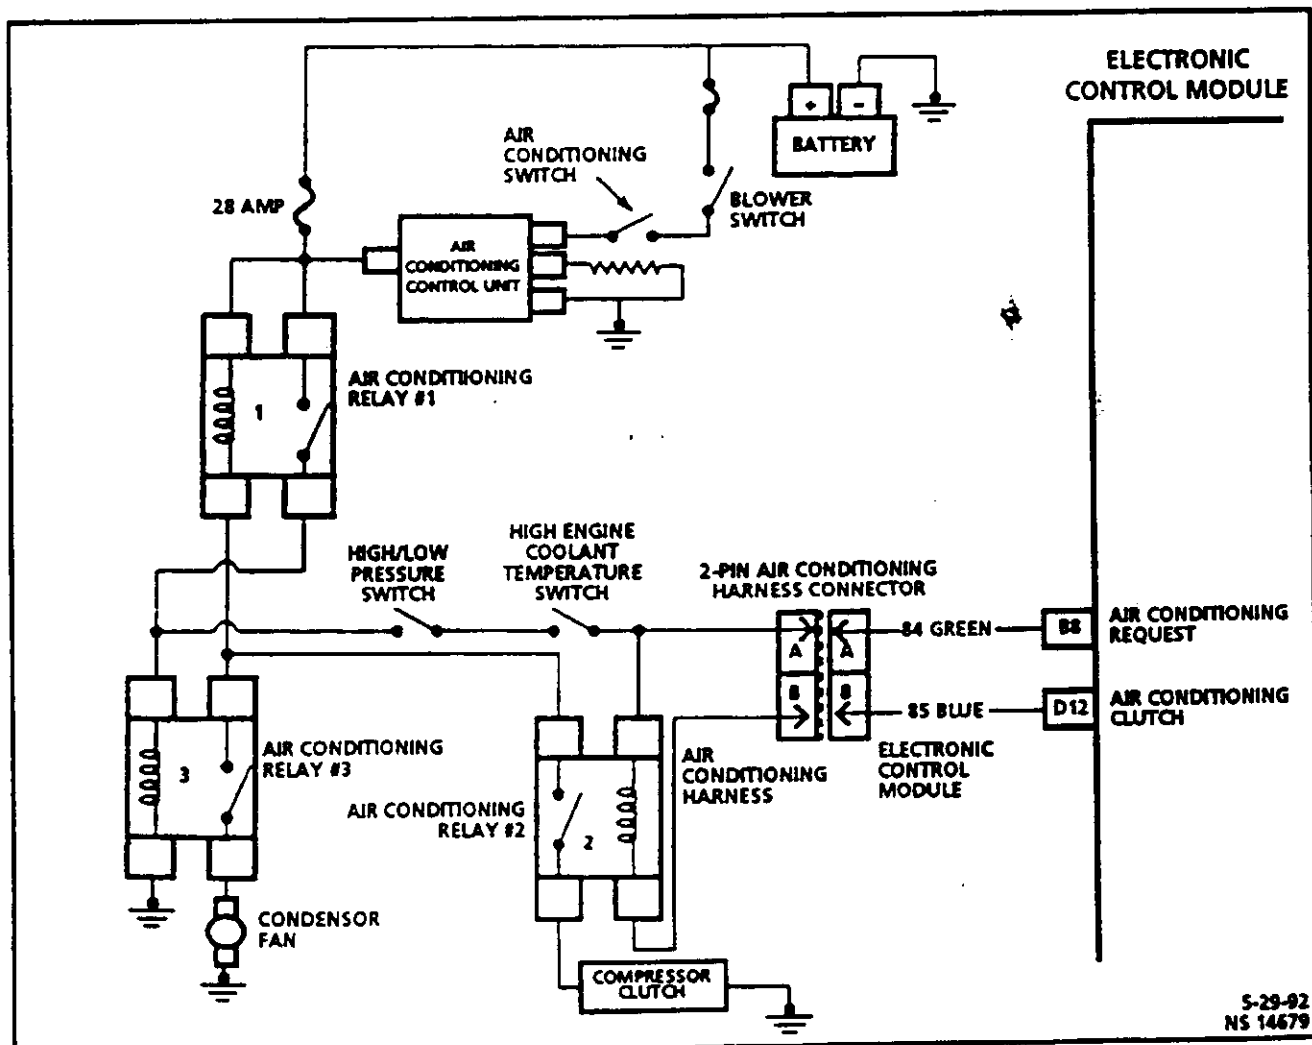 ELECTRONIC
CONTROL MODULE
AIR
CONDITIONING
SWITCH
+ -
BATTERY
BLOWER
SWITCH
28 AMP
AIR
CONDITIONING
CONTROL UNIT
AIR CONDITIONING
RELAY #1
1
HIGH/LOW
PRESSURE
SWITCH
HIGH ENGINE
COOLANT
TEMPERATURE
SWITCH
2-PIN AIR CONDITIONING
HARNESS CONNECTOR
A A
84 GREEN
B8
AIR CONDITIONING
REQUEST
B B
85 BLUE
D12
AIR CONDITIONING
CLUTCH
3
AIR CONDITIONING
RELAY #3
AIR CONDITIONING
RELAY #2
2
AIR
CONDITIONING
HARNESS
ELECTRONIC
CONTROL
MODULE
CONDENSOR
FAN
COMPRESSOR
CLUTCH
5-29-92
NS 14679